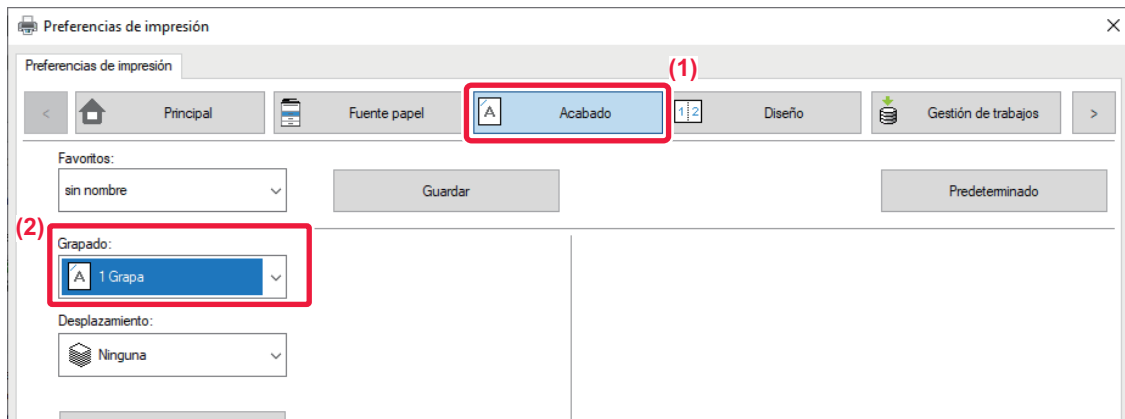 Preferencias de impresión
Preferencias de impresión
(1)
< Principal Fuente papel A Acabado 1 2 Diseño Gestión de trabajos >
Favoritos:
sin nombre Guardar Predeterminado
(2)
Grapado:
A 1 Grapa
Desplazamiento:
Ninguna